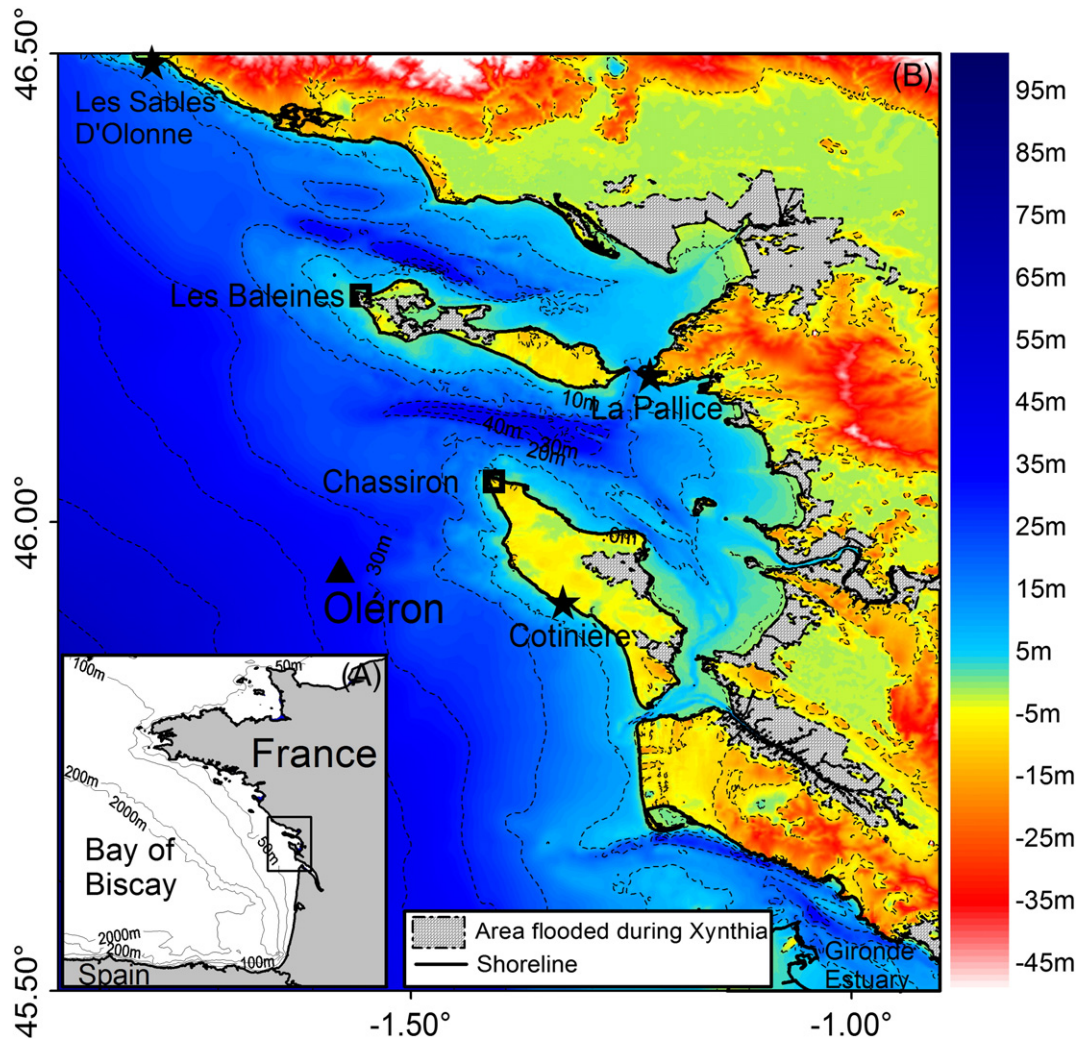 46.50°
(B)
Les Sables
D'Olonne
Les Baleines
10m
La Pallice
40m
30m
20m
Chassiron
46.00°
0m
30m
Oléron
Cotinière
(A)
100m
50m
France
200m
2000m
50m
Bay of
Biscay
2000m
200m
100m
Spain
Area flooded during Xynthia
Shoreline
Gironde
Estuary
45.50°
-1.50°
-1.00°
95m
85m
75m
65m
55m
45m
35m
25m
15m
5m
-5m
-15m
-25m
-35m
-45m